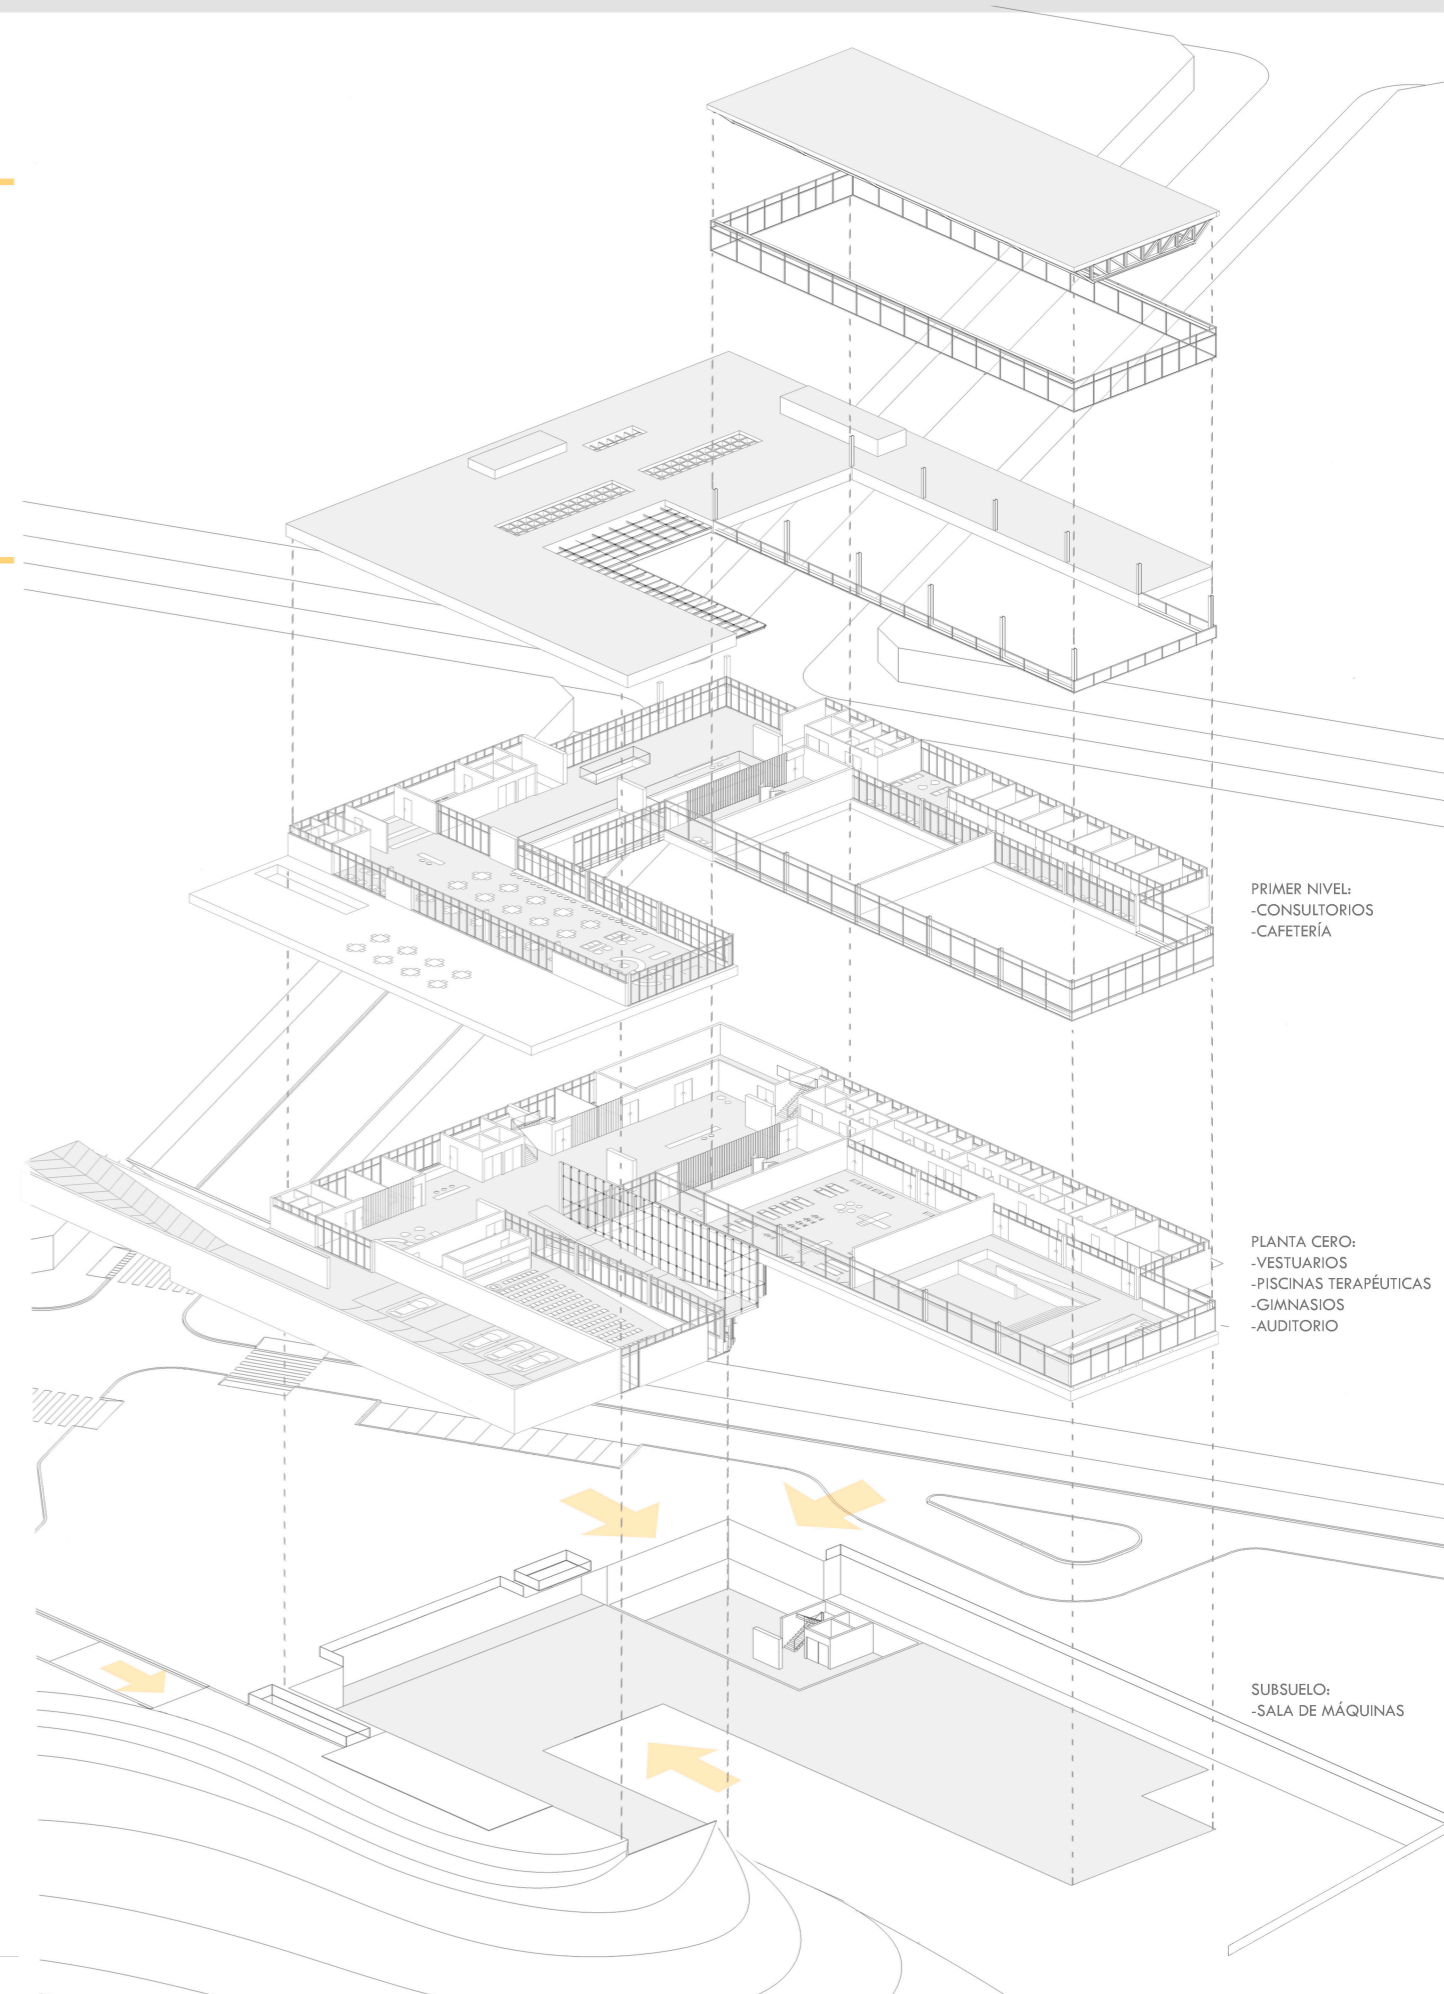 PRIMER NIVEL:
-CONSULTORIOS
-CAFETERÍA
PLANTA CERO:
-VESTUARIOS
-PISCINAS TERAPÉUTICAS
-GIMNASIOS
-AUDITORIO
SUBSUELO:
-SALA DE MÁQUINAS